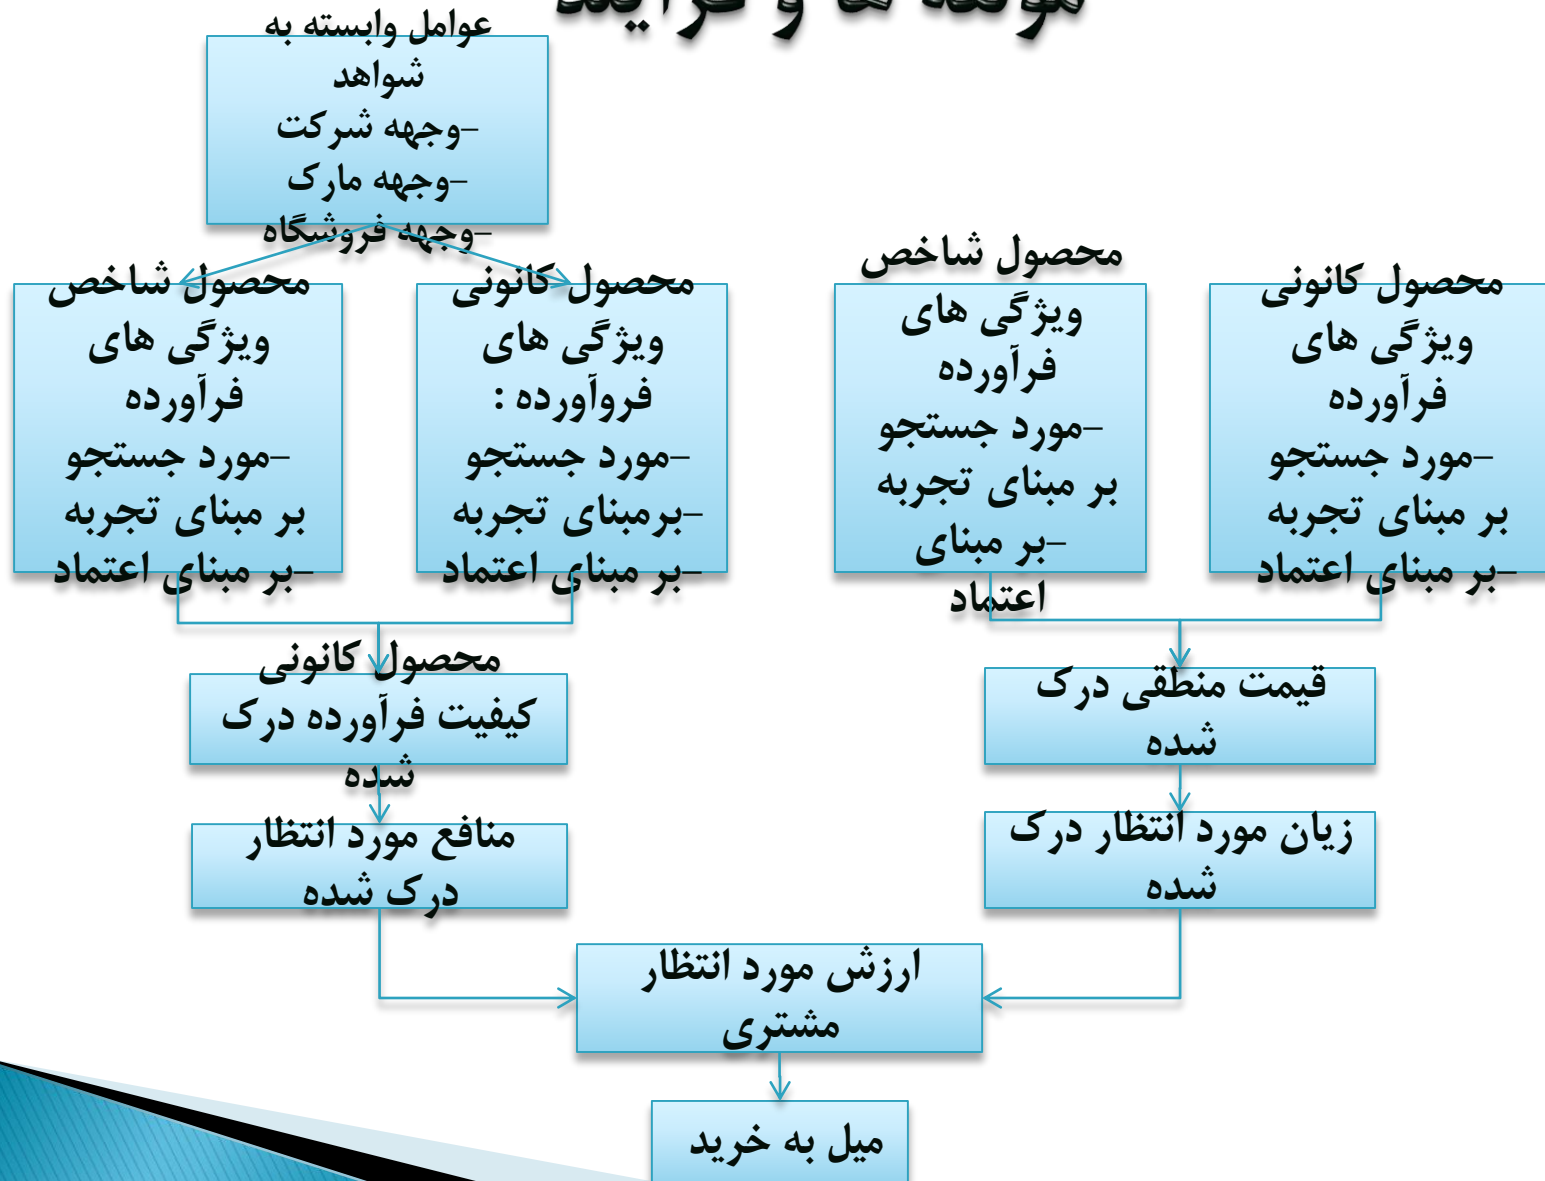 مولفه ها و فرآیند
عوامل وابسته به
شواهد
-وجهه شرکت
-وجهه مارک
-وجهه فروشگاه
محصول کانونی
ویژگی های
فرآورده
-مورد جستجو
بر مبنای تجربه
-بر مبنای اعتماد
محصول شاخص
ویژگی های
فرآورده
-مورد جستجو
بر مبنای تجربه
-بر مبنای
اعتماد
محصول کانونی
ویژگی های
فروآورده :
-مورد جستجو
-برمبنای تجربه
-بر مبنای اعتماد
محصول شاخص
ویژگی های
فرآورده
-مورد جستجو
بر مبنای تجربه
-بر مبنای اعتماد
قیمت منطقی درک
شده
محصول کانونی
کیفیت فرآورده درک
شده
زیان مورد انتظار درک
شده
منافع مورد انتظار
درک شده
ارزش مورد انتظار
مشتری
میل به خرید